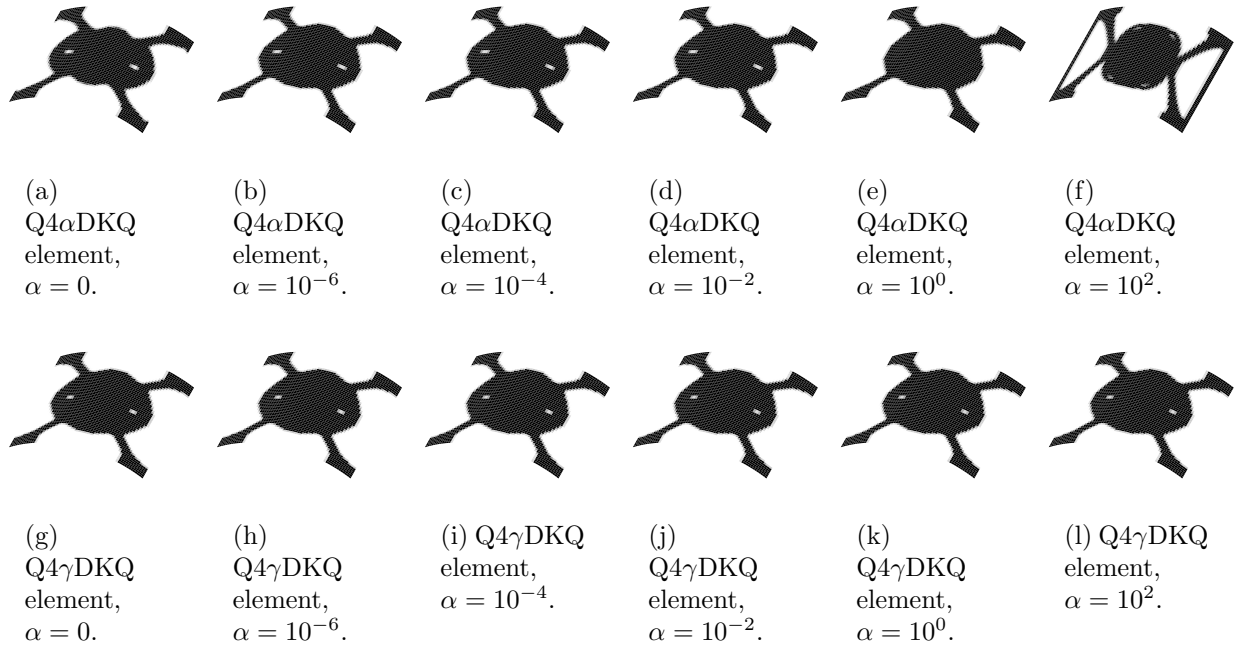 (a)
Q4αDKQ
element,
α = 0.
(b)
Q4αDKQ
element,
α = 10⁻⁶.
(c)
Q4αDKQ
element,
α = 10⁻⁴.
(d)
Q4αDKQ
element,
α = 10⁻².
(e)
Q4αDKQ
element,
α = 10⁰.
(f)
Q4αDKQ
element,
α = 10².
(g)
Q4γDKQ
element,
α = 0.
(h)
Q4γDKQ
element,
α = 10⁻⁶.
(i) Q4γDKQ
element,
α = 10⁻⁴.
(j)
Q4γDKQ
element,
α = 10⁻².
(k)
Q4γDKQ
element,
α = 10⁰.
(l) Q4γDKQ
element,
α = 10².